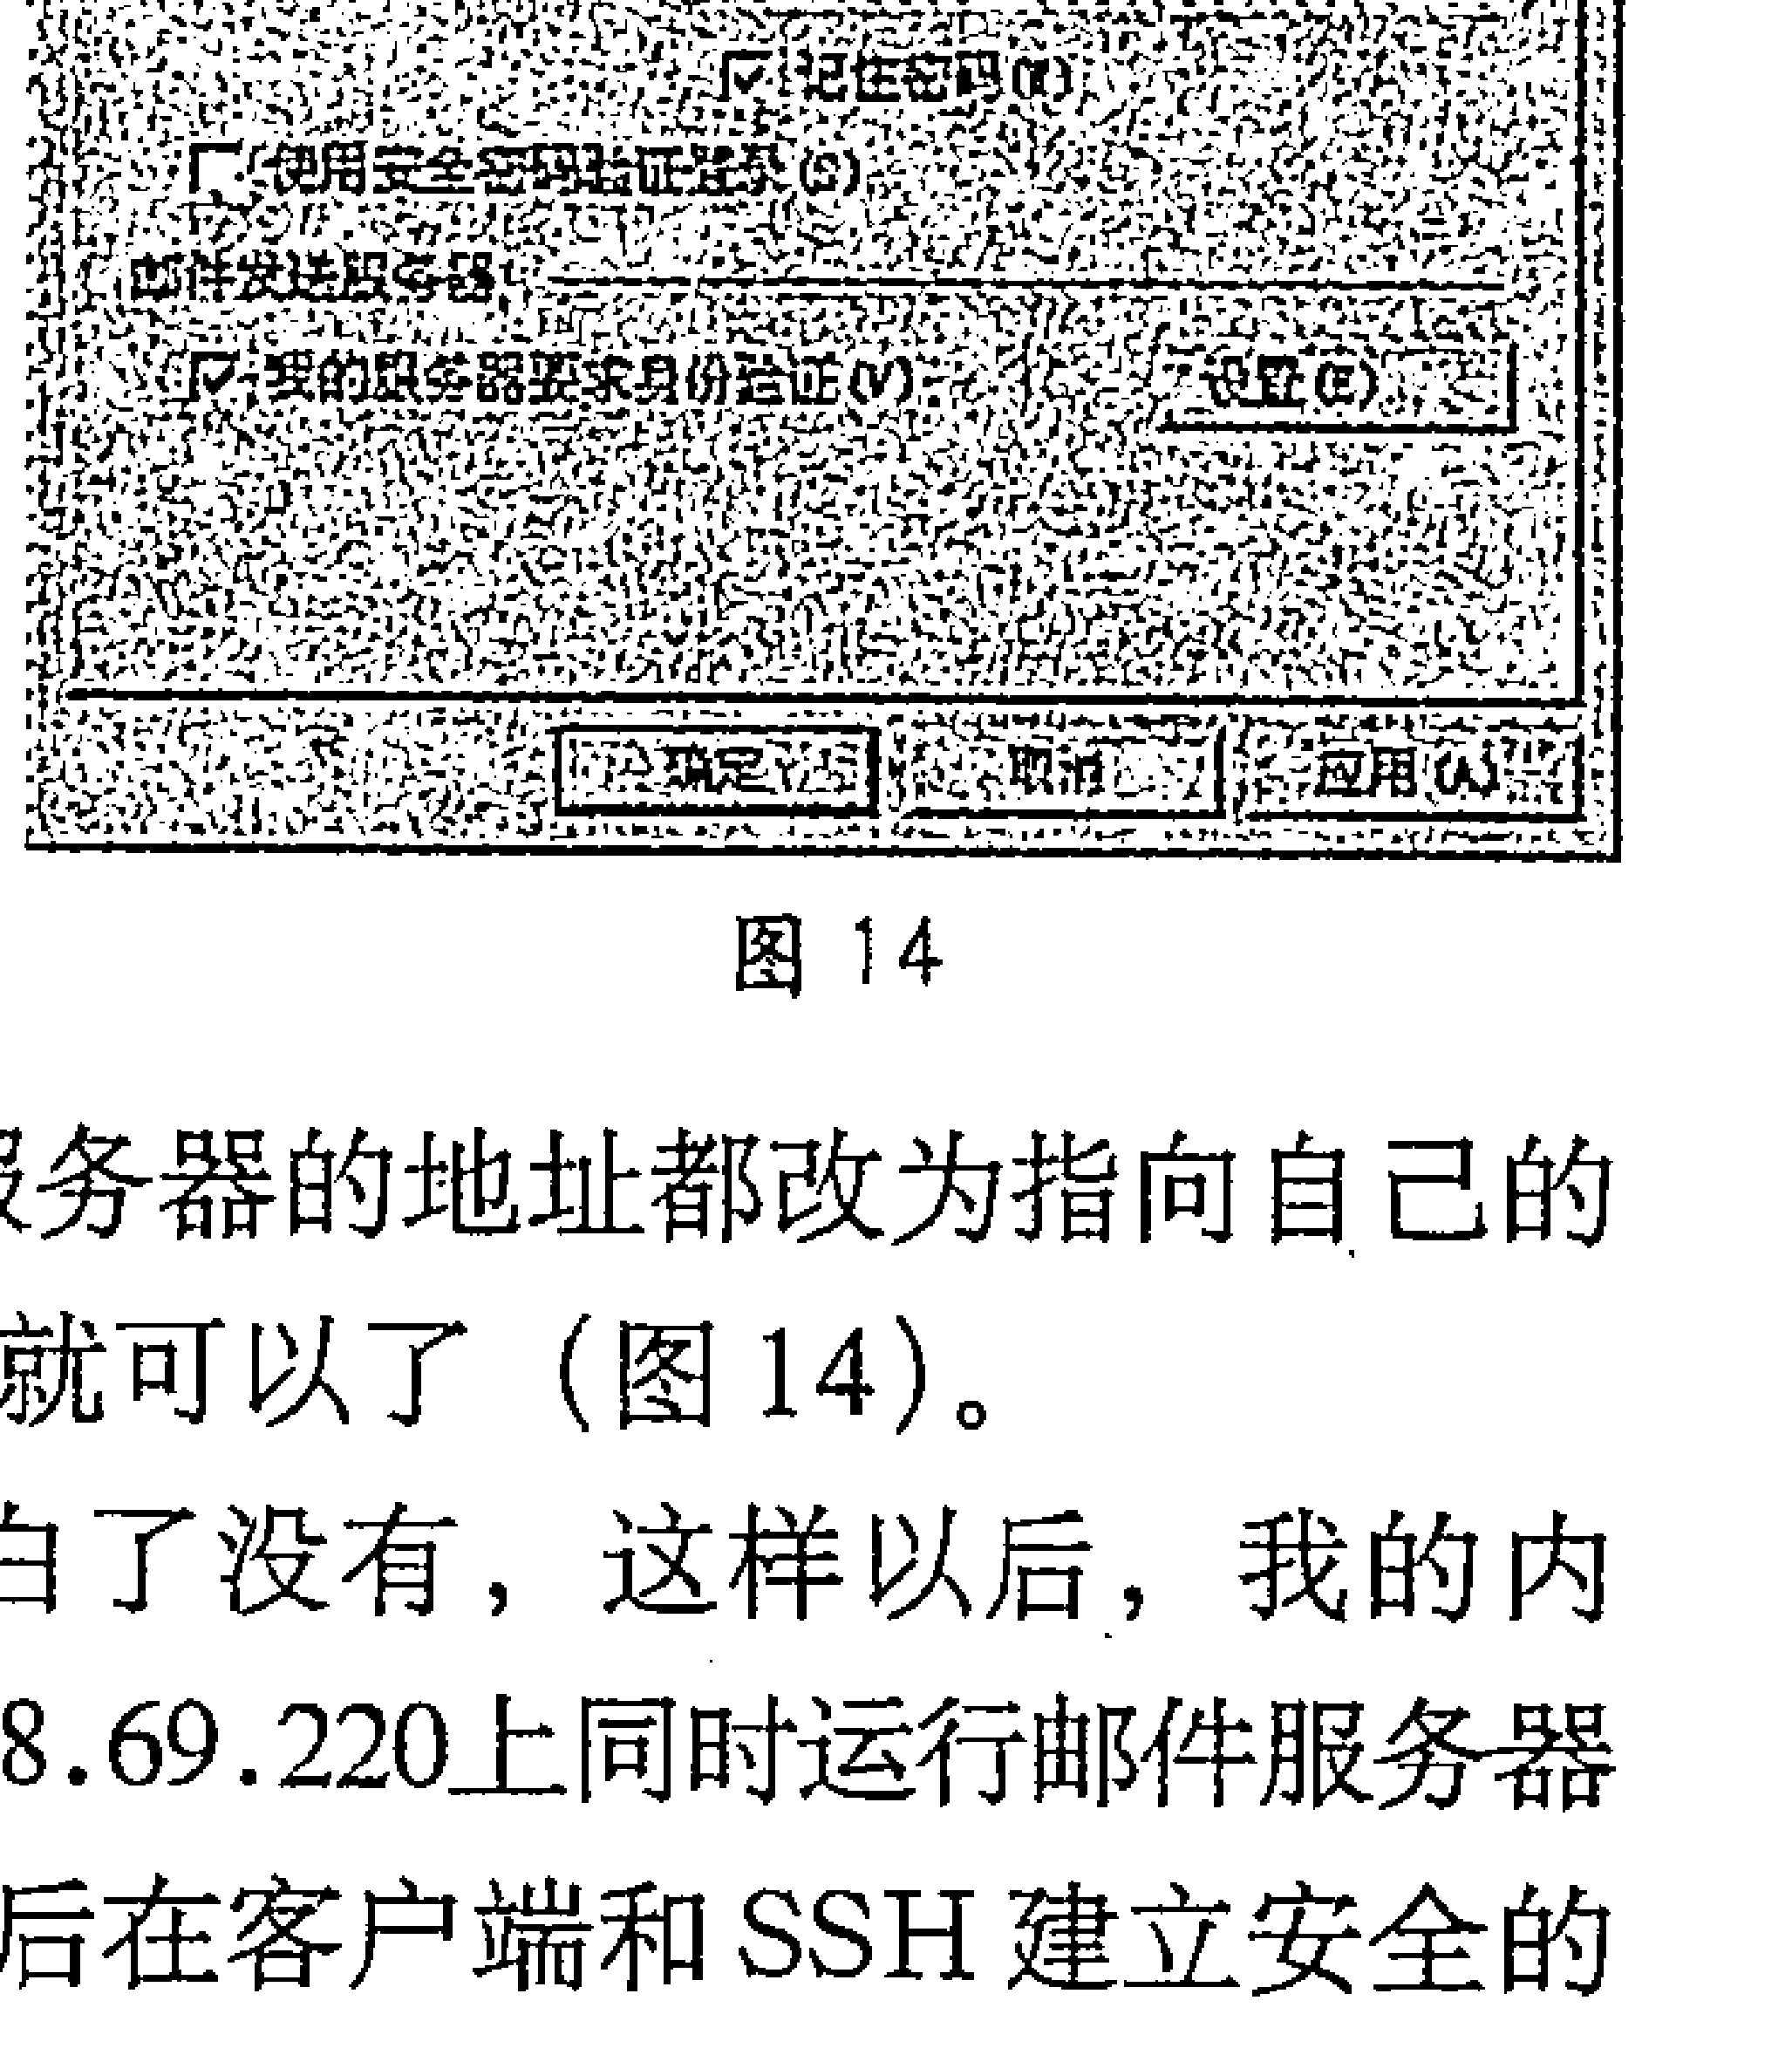 记住密码(W)
使用安全密码验证登录(S)
邮件发送服务器
我的服务器要求身份验证(V)
设置(E)
确定 取消 应用(A)
图 14
服务器的地址都改为指向自己的
就可以了（图14）。
白了没有，这样以后，我的内
8.69.220上同时运行邮件服务器
后在客户端和SSH建立安全的